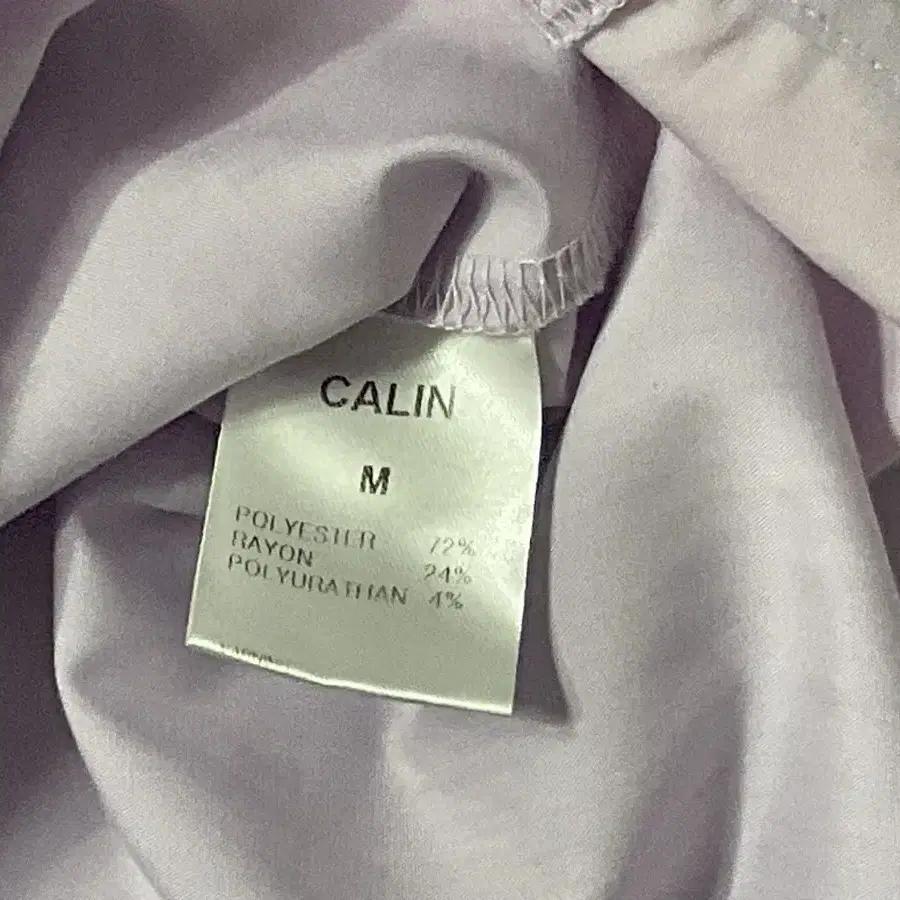 CALIN
M
POLYESTER 72%
RAYON 24%
POLYURATHAN 4%